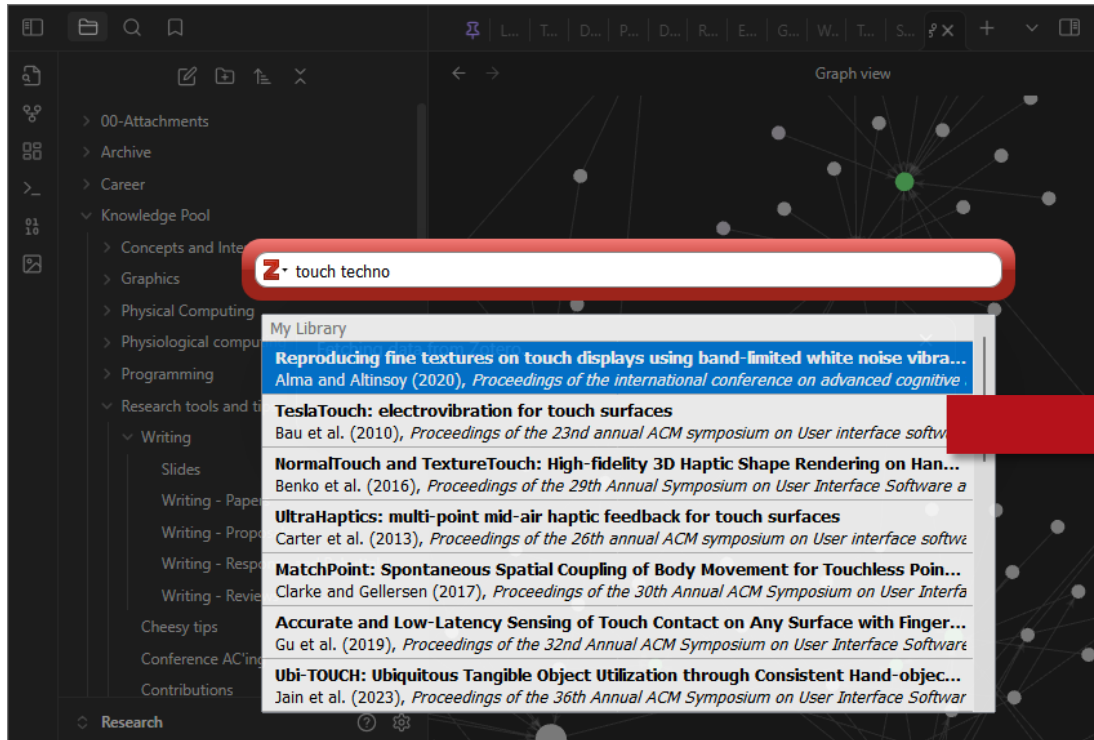 L... T... D... P... D... R... E... G... W.. T... S...
Graph view
00-Attachments
Archive
Career
Knowledge Pool
Concepts and Inte
Graphics
Physical Computing
Physiological compu
Programming
Research tools and ti
Writing
Slides
Writing - Pape
Writing - Propo
Writing - Respo
Writing - Revie
Cheesy tips
Conference AC'ing
Contributions
Research
Z touch techno
My Library
Fetching data from Zotero
Reproducing fine textures on touch displays using band-limited white noise vibra...
Alma and Altinsoy (2020), Proceedings of the international conference on advanced cognitive
TeslaTouch: electrovibration for touch surfaces
Bau et al. (2010), Proceedings of the 23nd annual ACM symposium on User interface softw
NormalTouch and TextureTouch: High-fidelity 3D Haptic Shape Rendering on Han...
Benko et al. (2016), Proceedings of the 29th Annual Symposium on User Interface Software a
UltraHaptics: multi-point mid-air haptic feedback for touch surfaces
Carter et al. (2013), Proceedings of the 26th annual ACM symposium on User interface softwa
MatchPoint: Spontaneous Spatial Coupling of Body Movement for Touchless Poin...
Clarke and Gellersen (2017), Proceedings of the 30th Annual ACM Symposium on User Interfa
Accurate and Low-Latency Sensing of Touch Contact on Any Surface with Finger...
Gu et al. (2019), Proceedings of the 32nd Annual ACM Symposium on User Interface Software
Ubi-TOUCH: Ubiquitous Tangible Object Utilization through Consistent Hand-objec...
Jain et al. (2023), Proceedings of the 36th Annual ACM Symposium on User Interface Softwar